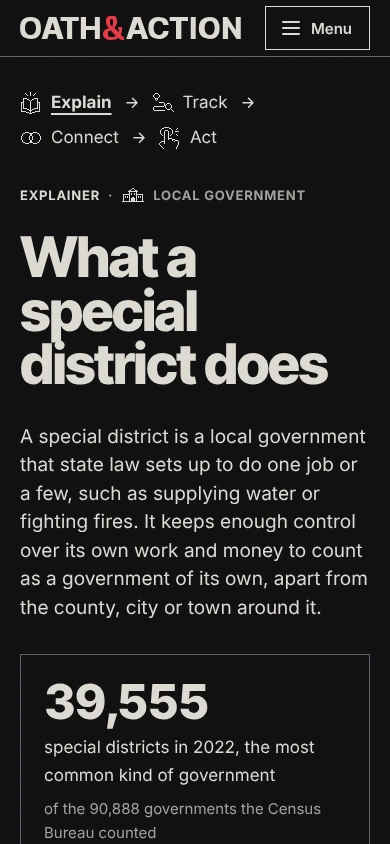 OATH&ACTION
Menu
Explain → Track →
Connect → Act
EXPLAINER · LOCAL GOVERNMENT
What a
special
district does
A special district is a local government
that state law sets up to do one job or
a few, such as supplying water or
fighting fires. It keeps enough control
over its own work and money to count
as a government of its own, apart from
the county, city or town around it.
39,555
special districts in 2022, the most
common kind of government
of the 90,888 governments the Census
Bureau counted